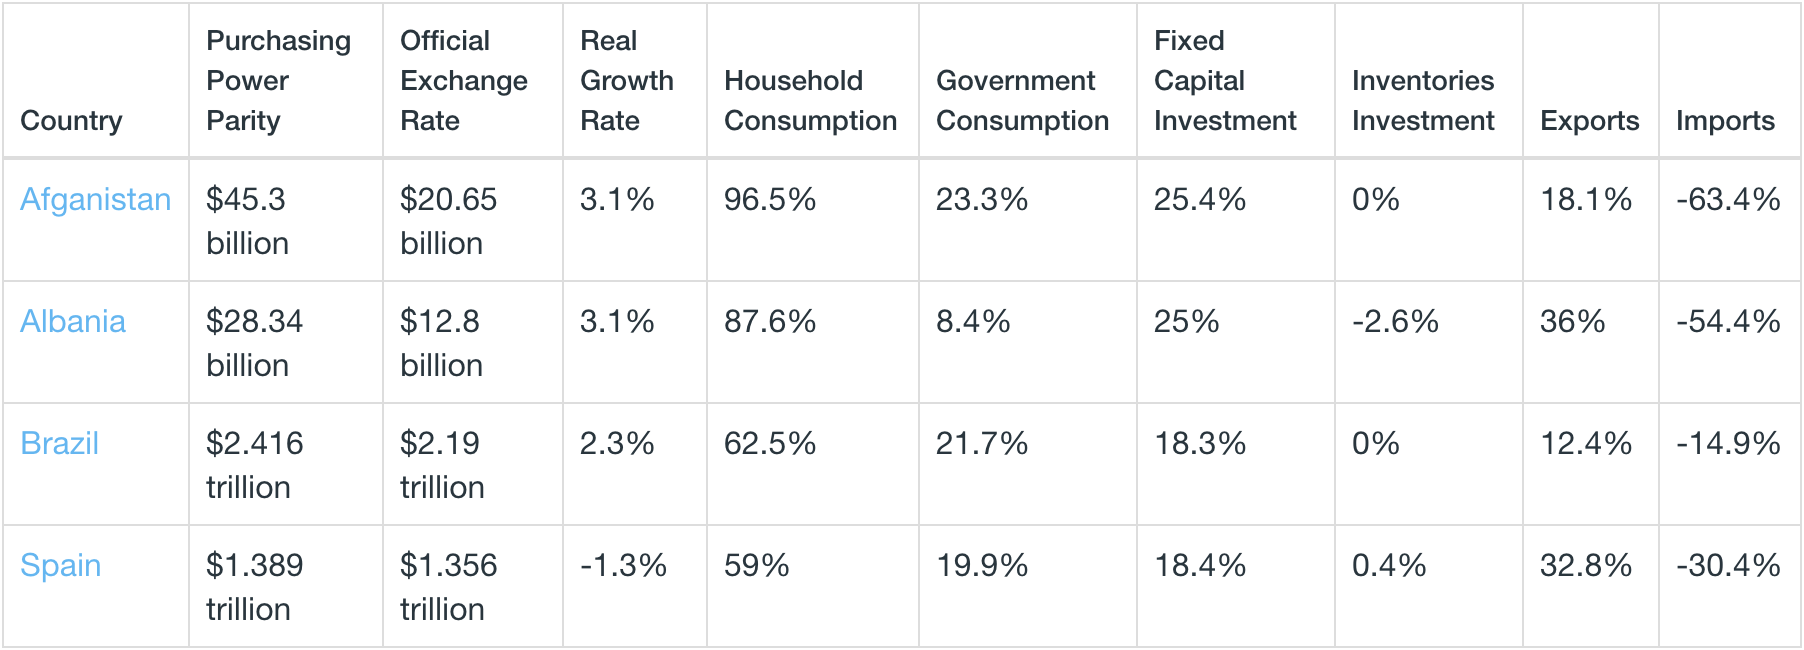 Country Purchasing Power Parity Official Exchange Rate Real Growth Rate Household Consumption Government Consumption Fixed Capital Investment Inventories Investment Exports Imports
Afganistan $45.3 billion $20.65 billion 3.1% 96.5% 23.3% 25.4% 0% 18.1% -63.4%
Albania $28.34 billion $12.8 billion 3.1% 87.6% 8.4% 25% -2.6% 36% -54.4%
Brazil $2.416 trillion $2.19 trillion 2.3% 62.5% 21.7% 18.3% 0% 12.4% -14.9%
Spain $1.389 trillion $1.356 trillion -1.3% 59% 19.9% 18.4% 0.4% 32.8% -30.4%